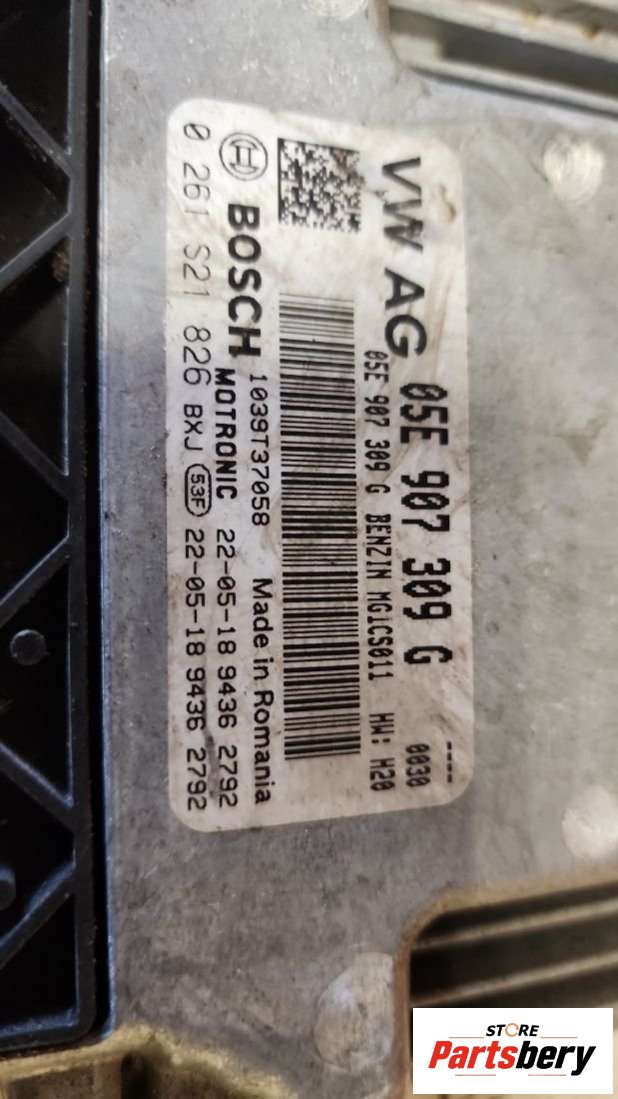 VW AG 05E 907 309 G ----
0030
05E 907 309 G BENZIN MG1CS011 HW: H20
BOSCH 1039T37058 Made in Romania
MOTRONIC 22-05-18 9436 2792
0 261 S21 826 BXJ 53F 22-05-18 9436 2792
STORE
Partsbery